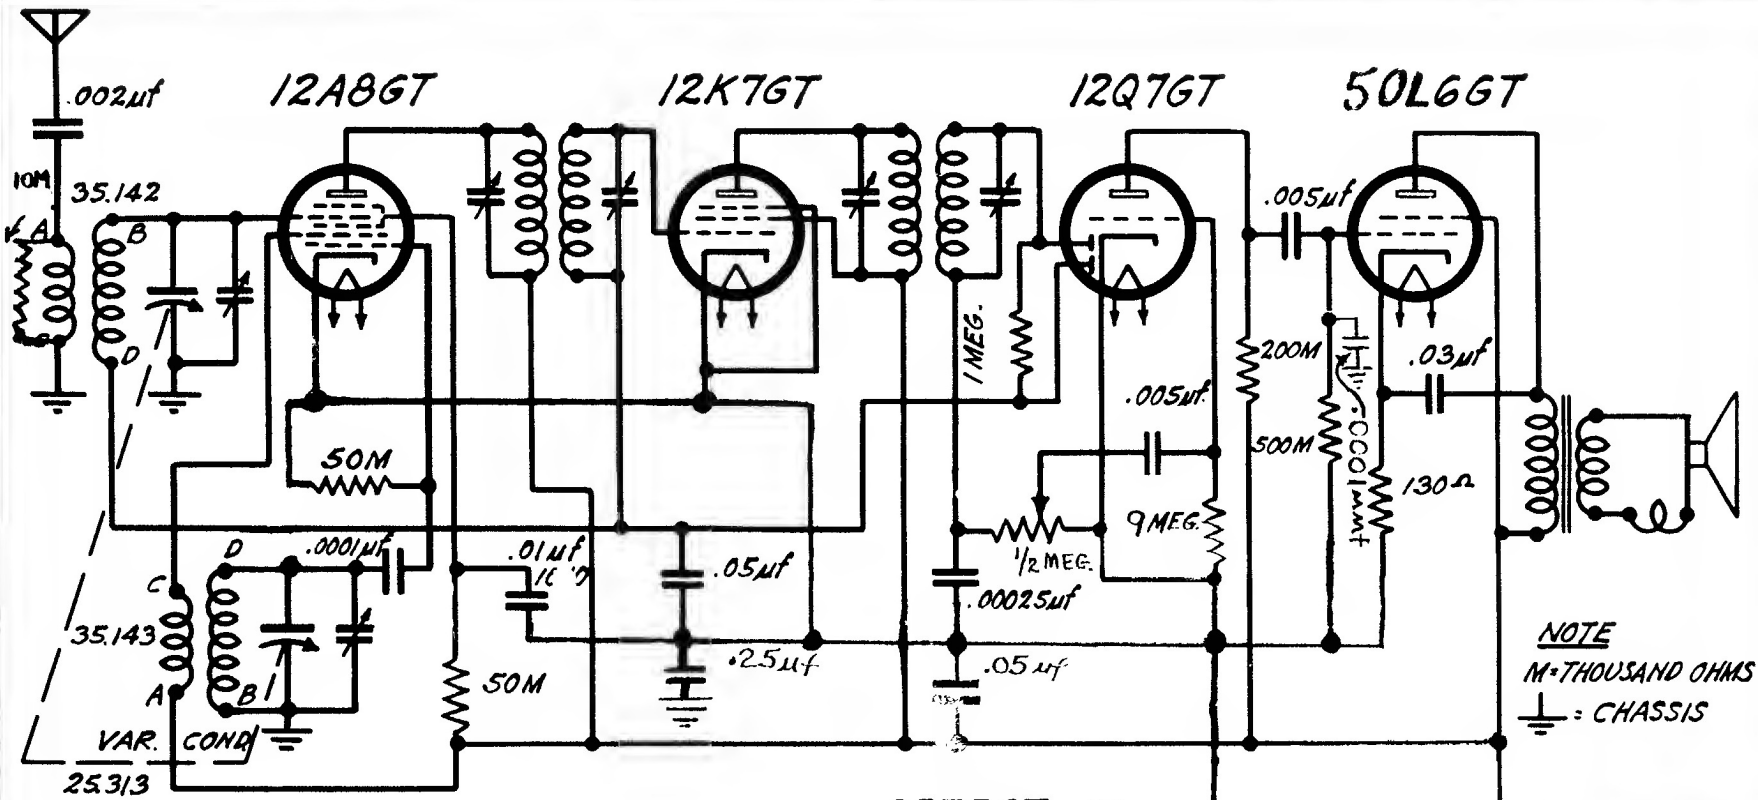 12A8GT
12K7GT
12Q7GT
50L6GT
.002µf
10M
35.142
A
B
C
D
.005µf
1 MEG.
200M
.03µf
.005µf.
500M
.0001mmf
130Ω
50M
9 MEG.
1/2 MEG.
.0001µf
.01µf
.05µf
.00025µf
D
C
35.143
A
B
50M
.25µf
.05µf
NOTE
M=THOUSAND OHMS
= CHASSIS
VAR. COND
25.313